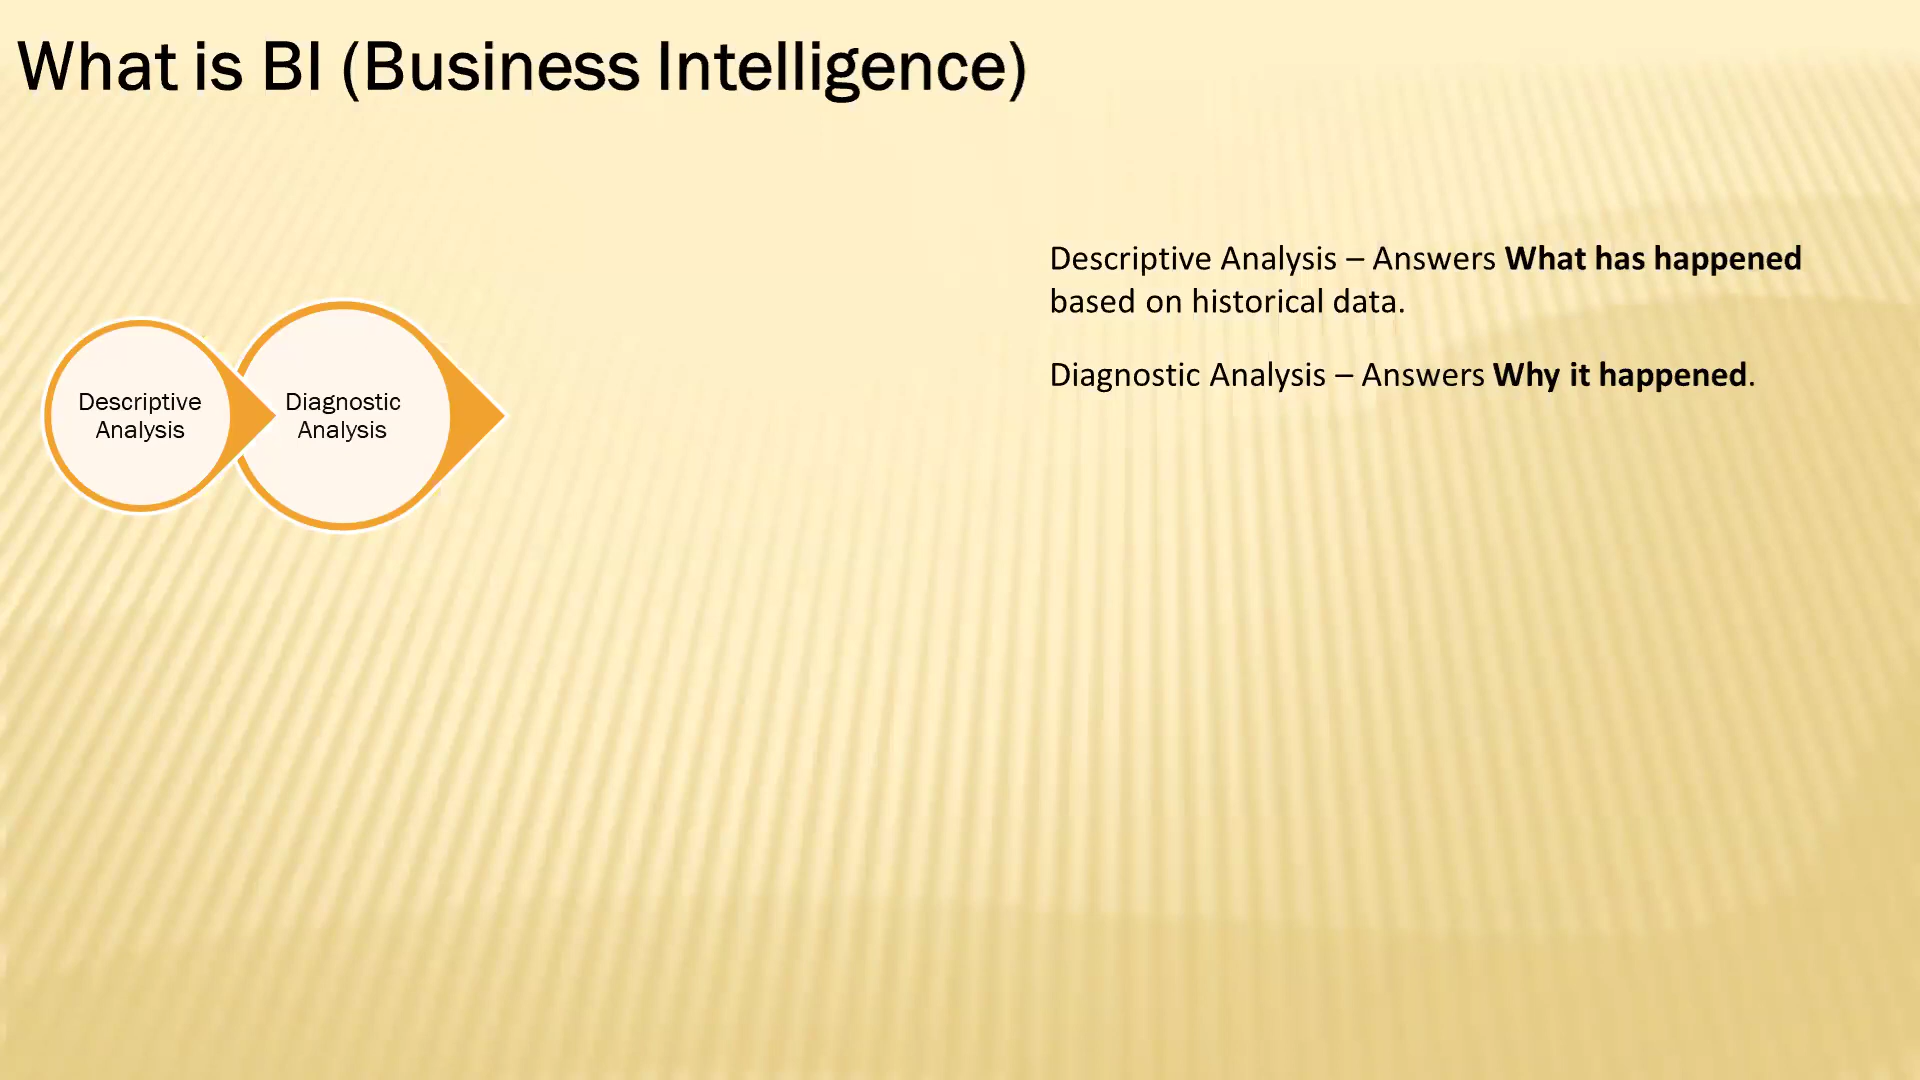 What is BI (Business Intelligence)
Descriptive
Analysis
Diagnostic
Analysis
Descriptive Analysis – Answers What has happened
based on historical data.
Diagnostic Analysis – Answers Why it happened.